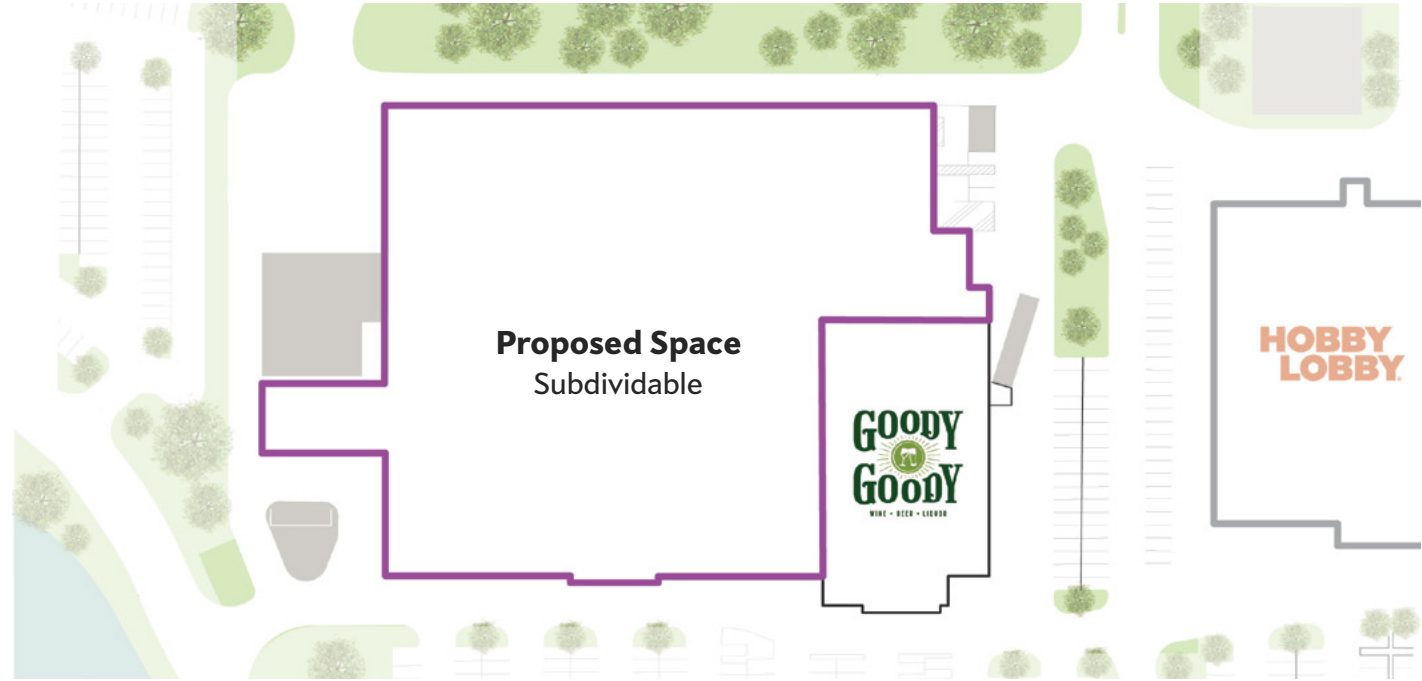 Proposed Space
Subdividable
GOODY
GOODY
WINE • BEER • LIQUOR
HOBBY
LOBBY